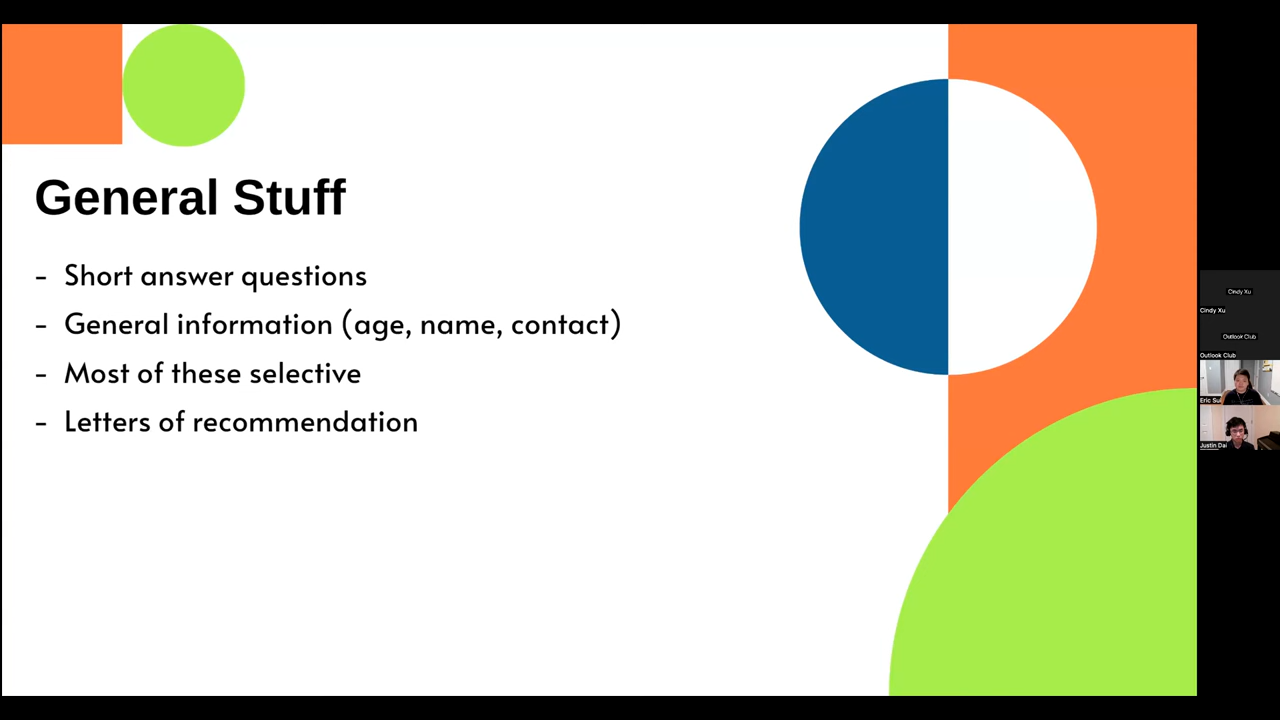 General Stuff
- Short answer questions
- General information (age, name, contact)
- Most of these selective
- Letters of recommendation
Cindy Xu
Cindy Xu
Outlook Club
Outlook Club
Eric Sui
Justin Dai